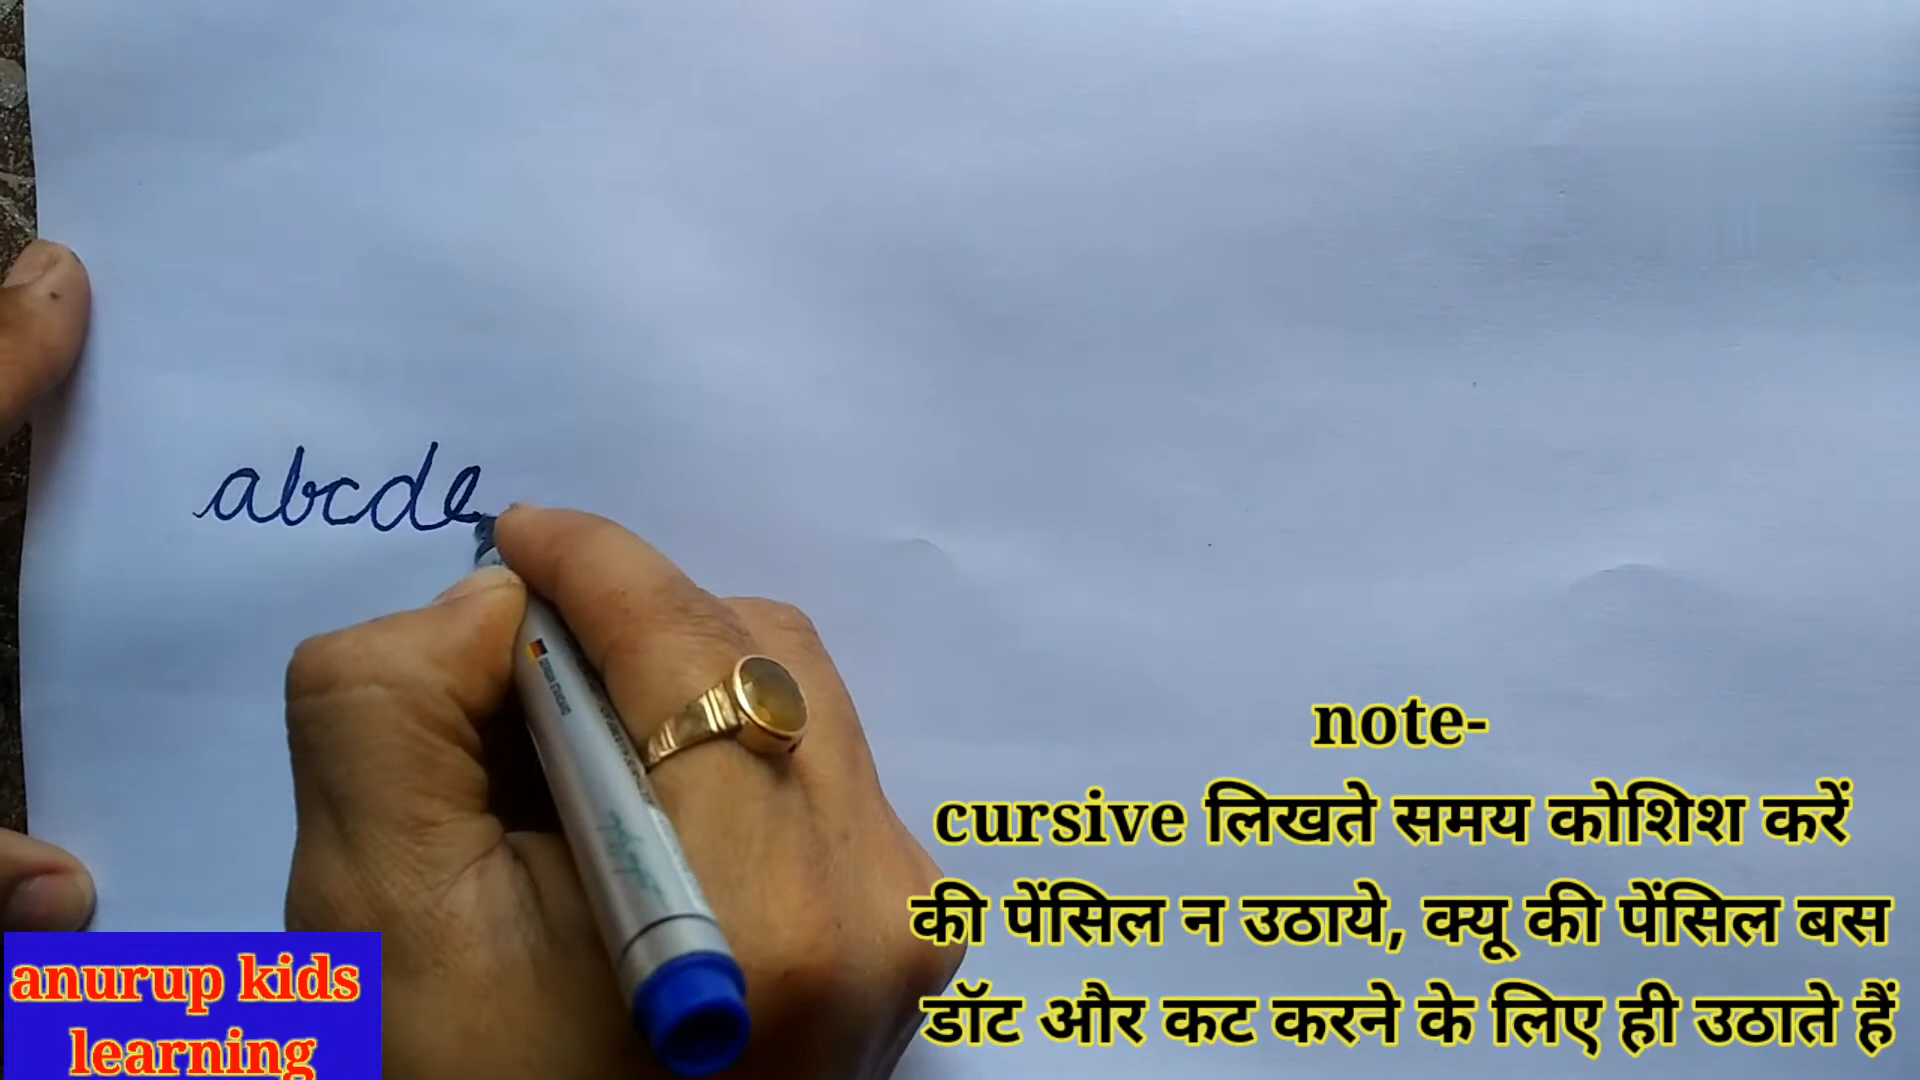 abcde
note-
cursive लिखते समय कोशिश करें
की पेंसिल न उठाये, क्यू की पेंसिल बस
डॉट और कट करने के लिए ही उठाते हैं
anurup kids
learning